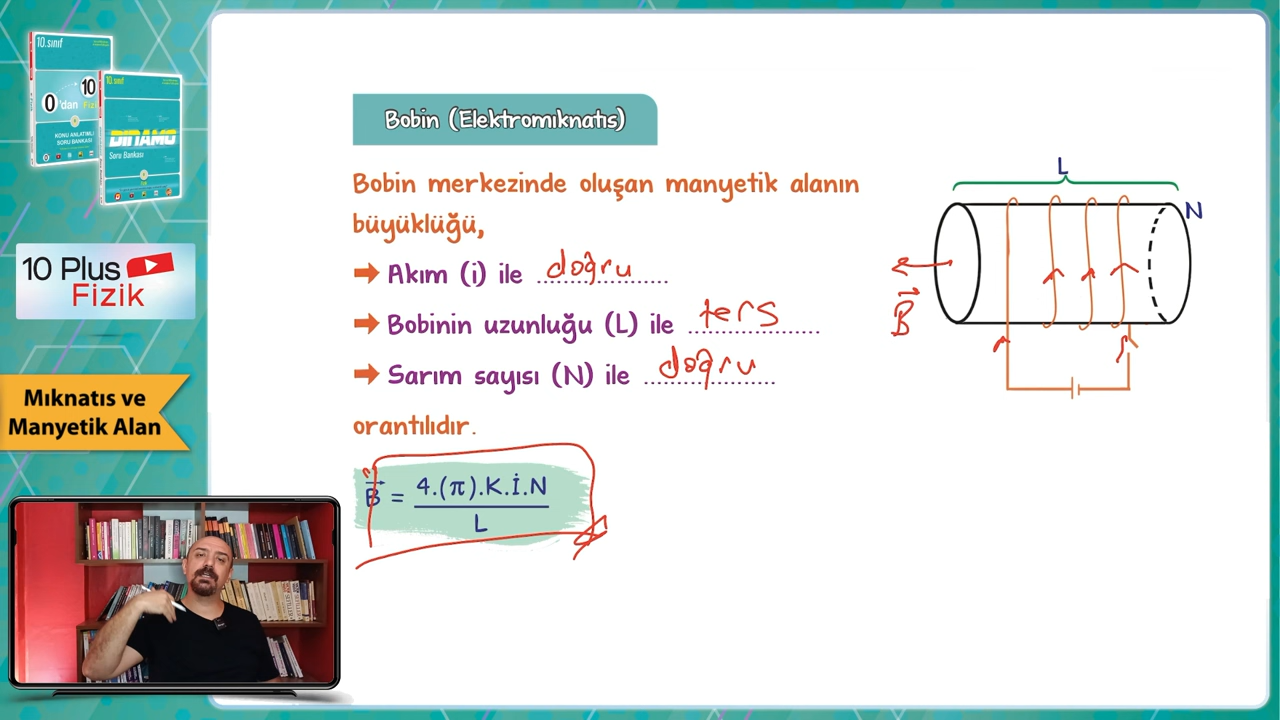 10.sınıf
0'dan 10
Fizik
KONU ANLATIMLI
SORU BANKASI
10.sınıf
DİNAMO
Soru Bankası
10 Plus
Fizik
Mıknatıs ve
Manyetik Alan
Bobin (Elektromıknatıs)
Bobin merkezinde oluşan manyetik alanın
büyüklüğü,
➡ Akım (i) ile doğru
➡ Bobinin uzunluğu (L) ile ters
➡ Sarım sayısı (N) ile doğru
orantılıdır.
B⃗ = 4.(π).K.İ.N / L
L
N
B⃗